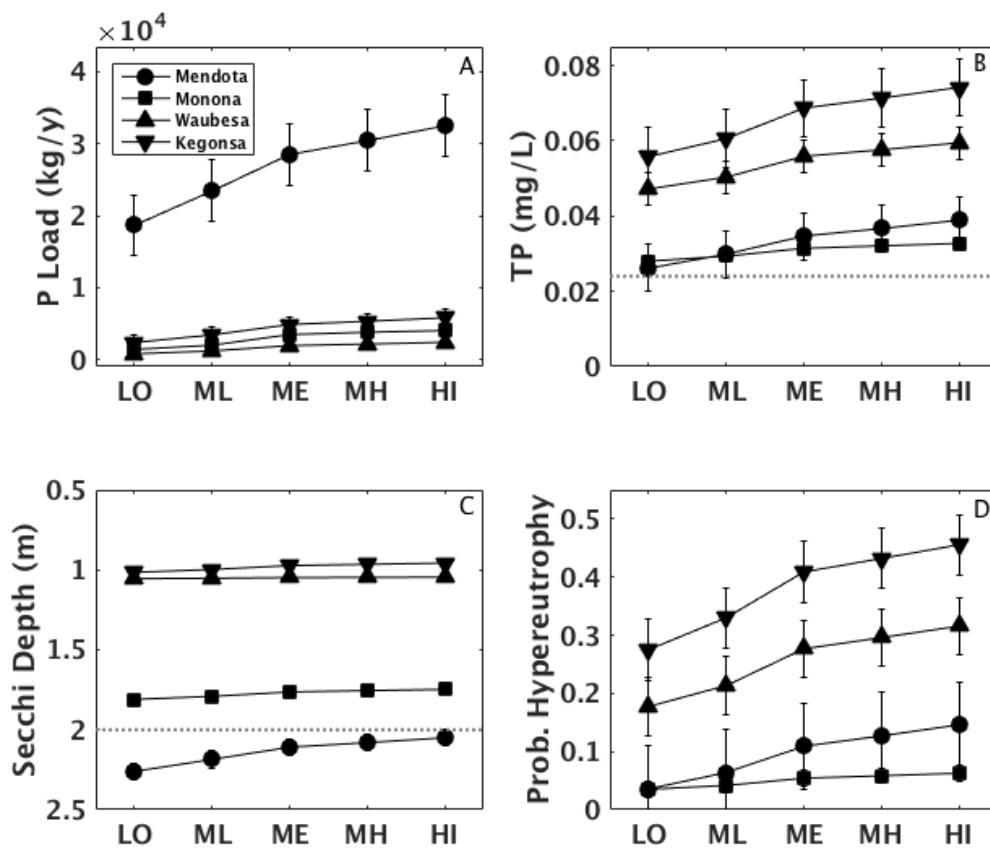 ×10⁴
A
P Load (kg/y)
4
3
2
1
0
Mendota
Monona
Waubesa
Kegonsa
LO ML ME MH HI
B
TP (mg/L)
0.08
0.06
0.04
0.02
0
LO ML ME MH HI
C
Secchi Depth (m)
0.5
1
1.5
2
2.5
LO ML ME MH HI
D
Prob. Hypereutrophy
0.5
0.4
0.3
0.2
0.1
0
LO ML ME MH HI